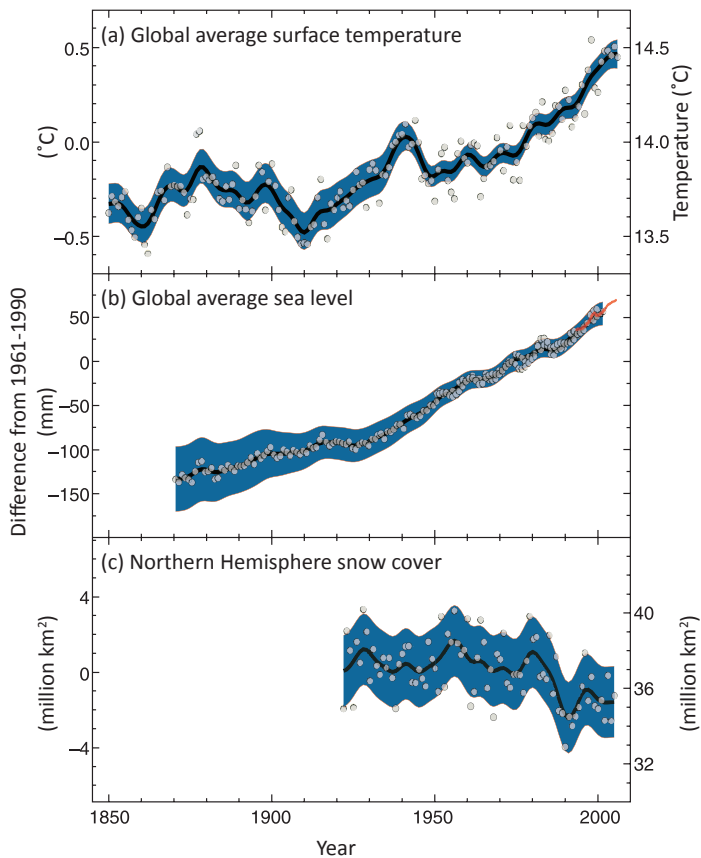 (a) Global average surface temperature
0.5
0.0
−0.5
(˚C)
14.5
14.0
13.5
Temperature (˚C)
(b) Global average sea level
50
0
−50
−100
−150
Difference from 1961-1990
(mm)
(c) Northern Hemisphere snow cover
4
0
−4
(million km²)
40
36
32
(million km²)
1850
1900
1950
2000
Year